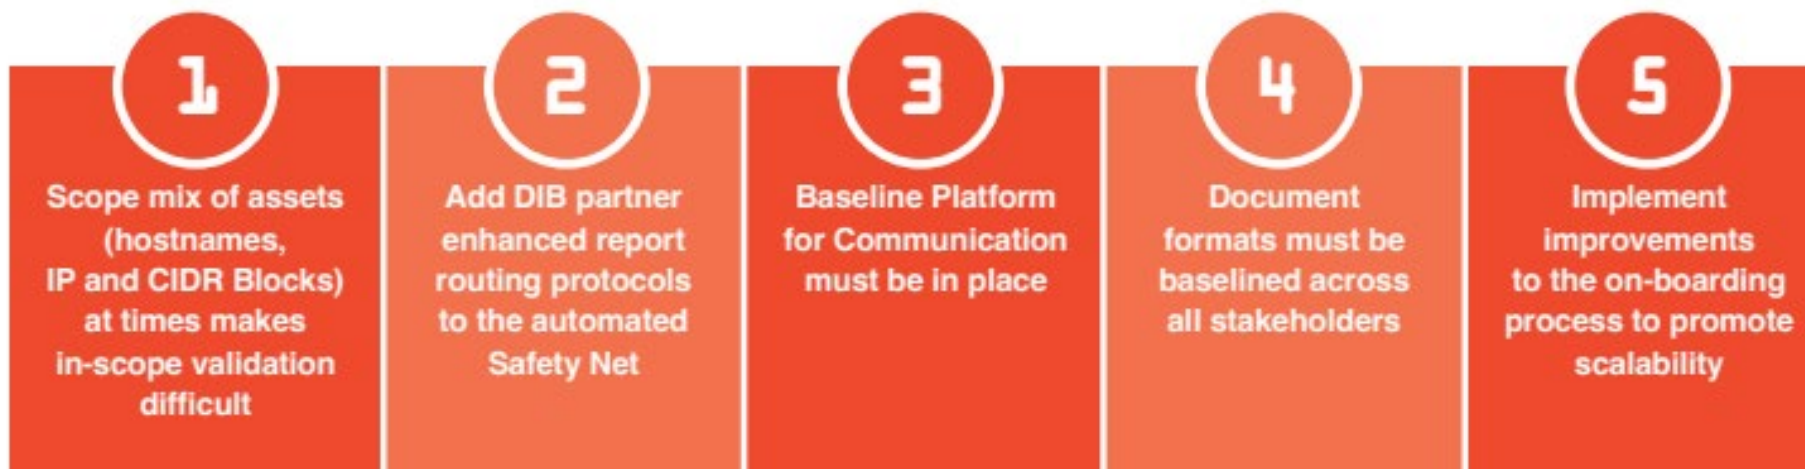 1
Scope mix of assets
(hostnames,
IP and CIDR Blocks)
at times makes
in-scope validation
difficult
2
Add DIB partner
enhanced report
routing protocols
to the automated
Safety Net
3
Baseline Platform
for Communication
must be in place
4
Document
formats must be
baselined across
all stakeholders
5
Implement
improvements
to the on-boarding
process to promote
scalability